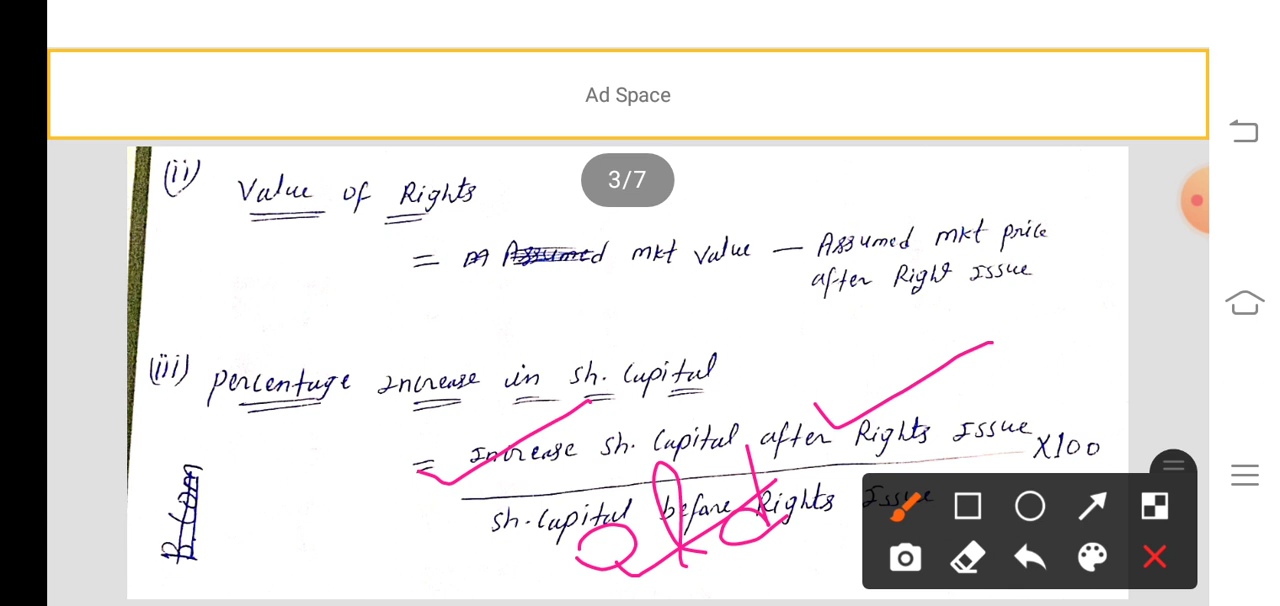 Ad Space
3/7
(ii) Value of Rights
= Assumed mkt value — Assumed mkt price
after Right Issue
(iii) Percentage Increase in sh. Capital
= Increase sh. Capital after Rights Issue X100
sh. Capital before Rights Issue